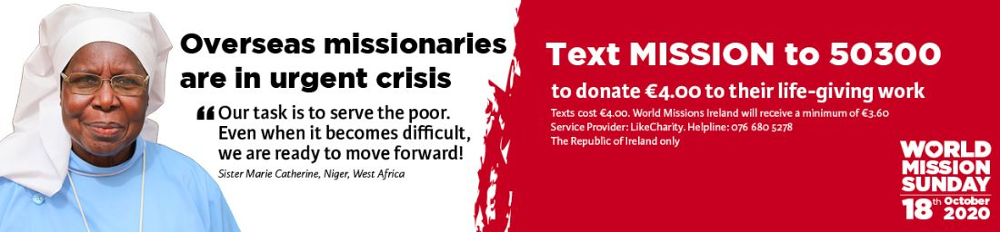 Overseas missionaries
are in urgent crisis
“Our task is to serve the poor.
Even when it becomes difficult,
we are ready to move forward!
Sister Marie Catherine, Niger, West Africa
Text MISSION to 50300
to donate €4.00 to their life-giving work
Texts cost €4.00. World Missions Ireland will receive a minimum of €3.60
Service Provider: LikeCharity. Helpline: 076 680 5278
The Republic of Ireland only
WORLD
MISSION
SUNDAY
18th October
2020